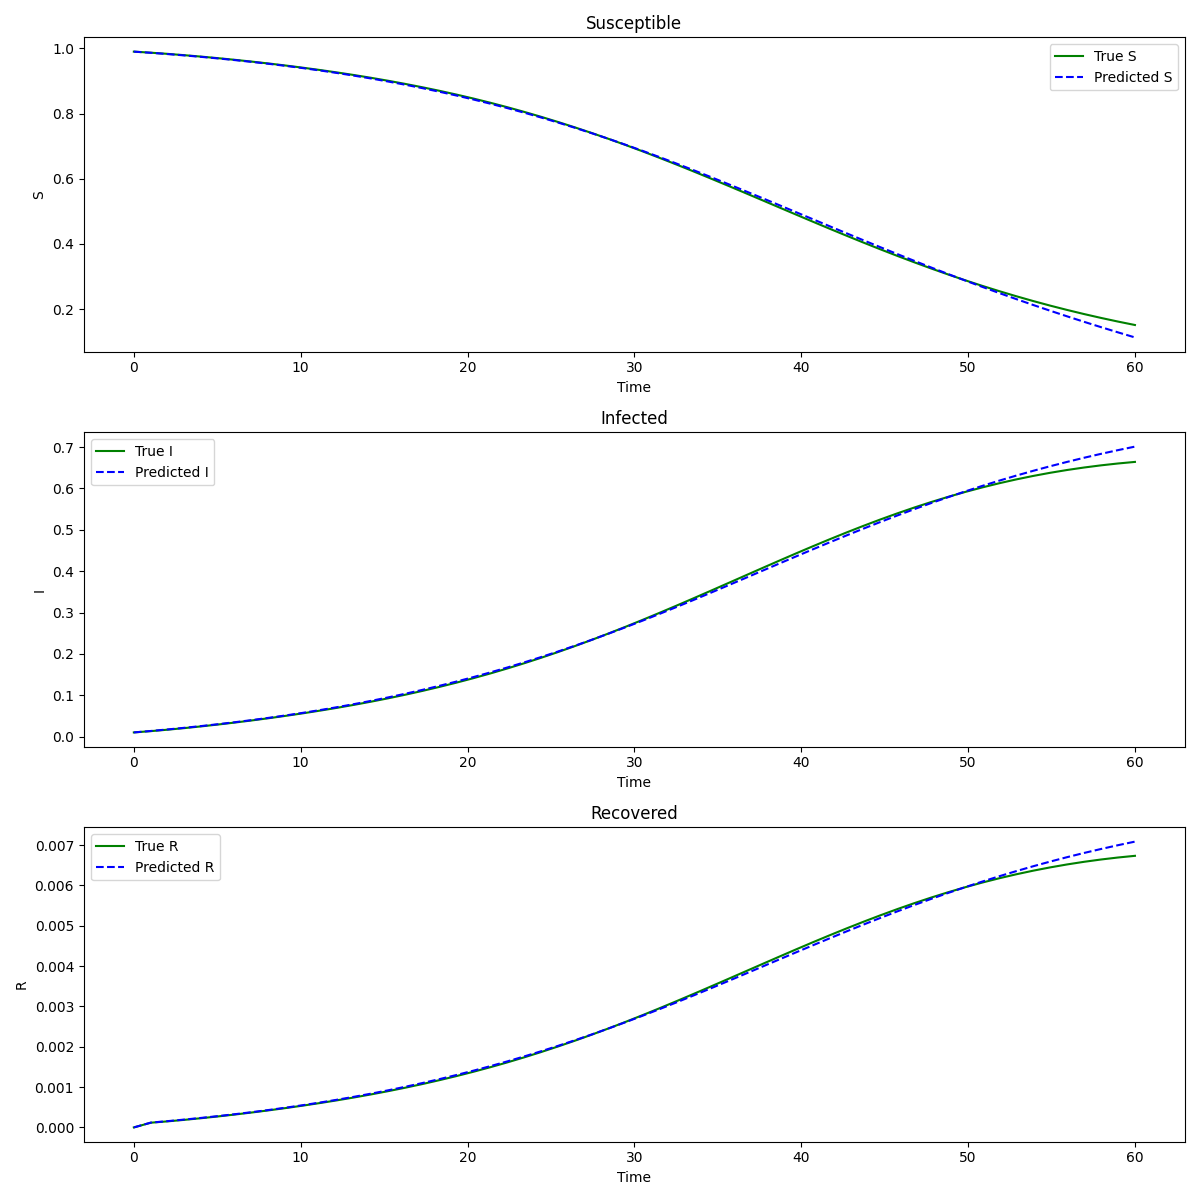 Susceptible
True S
Predicted S
1.0
0.8
0.6
0.4
0.2
S
0 10 20 30 40 50 60
Time
Infected
True I
Predicted I
0.7
0.6
0.5
0.4
0.3
0.2
0.1
0.0
I
0 10 20 30 40 50 60
Time
Recovered
True R
Predicted R
0.007
0.006
0.005
0.004
0.003
0.002
0.001
0.000
R
0 10 20 30 40 50 60
Time